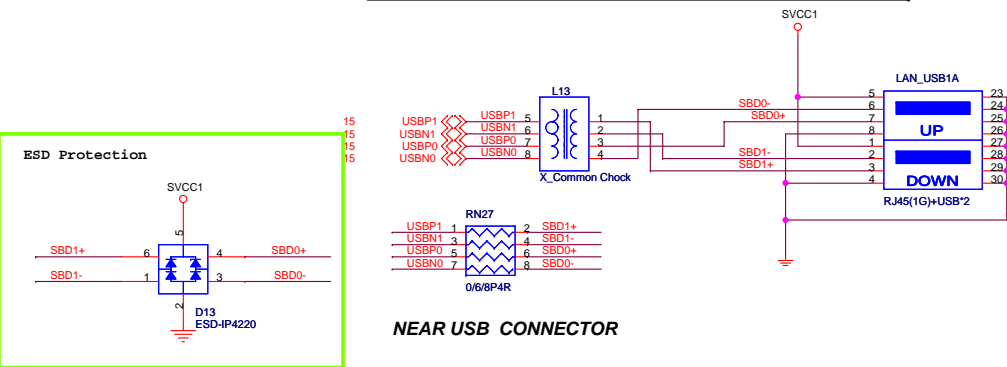 SVCC1
LAN_USB1A
L13
15 USBP1 USBP1 5 1
15 USBN1 USBN1 6 2
15 USBP0 USBP0 7 3
15 USBN0 USBN0 8 4
X_Common Chock
SBD0-
SBD0+
SBD1-
SBD1+
5 23
6 24
7 25
8 UP 26
1 27
2 28
3 29
4 DOWN 30
RJ45(1G)+USB*2
ESD Protection
SVCC1
5
SBD1+ 6 4 SBD0+
SBD1- 1 3 SBD0-
2
D13
ESD-IP4220
RN27
USBP1 1 2 SBD1+
USBN1 3 4 SBD1-
USBP0 5 6 SBD0+
USBN0 7 8 SBD0-
0/6/8P4R
NEAR USB CONNECTOR